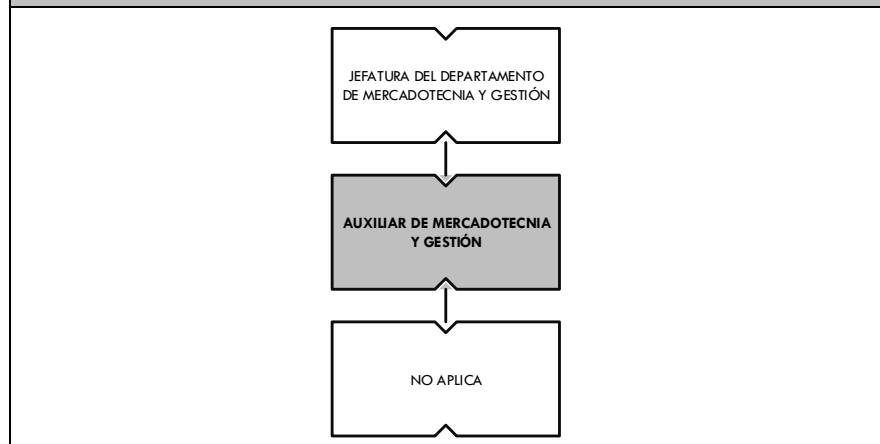 JEFATURA DEL DEPARTAMENTO
DE MERCADOTECNIA Y GESTIÓN
AUXILIAR DE MERCADOTECNIA
Y GESTIÓN
NO APLICA